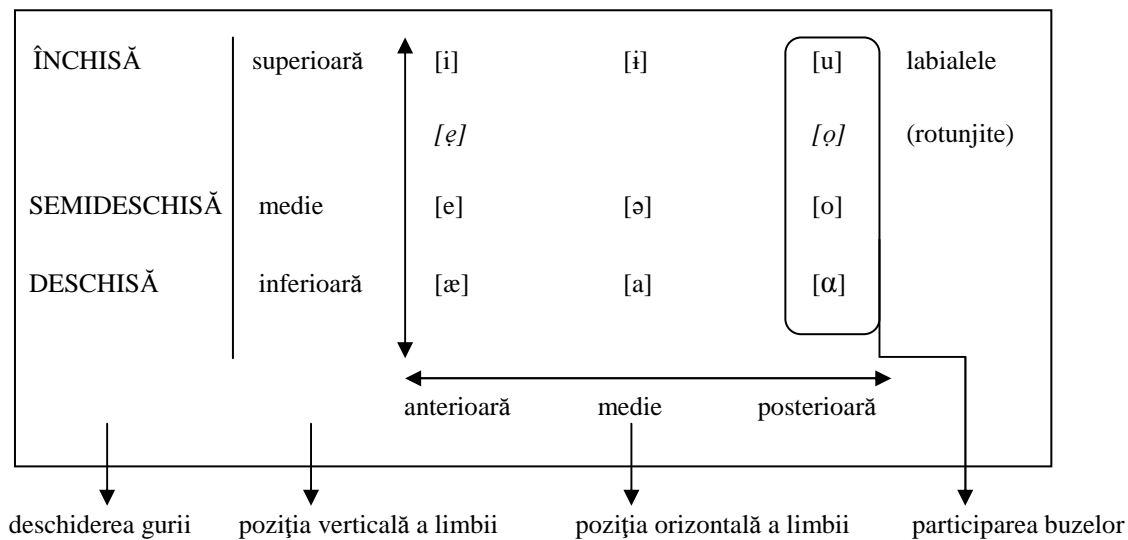 ÎNCHISĂ superioară [i] [ɨ] [u] labialele
[ẹ] [ọ] (rotunjite)
SEMIDESCHISĂ medie [e] [ə] [o]
DESCHISĂ inferioară [æ] [a] [α]
anterioară medie posterioară
deschiderea gurii poziţia verticală a limbii poziţia orizontală a limbii participarea buzelor